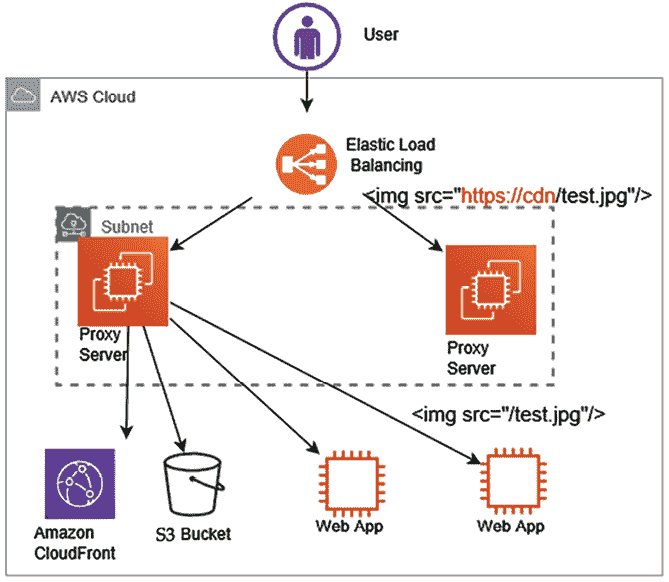 User
AWS Cloud
Elastic Load
Balancing
<img src="https://cdn/test.jpg"/>
Subnet
Proxy
Server
Proxy
Server
<img src="/test.jpg"/>
Amazon
CloudFront
S3 Bucket
Web App
Web App